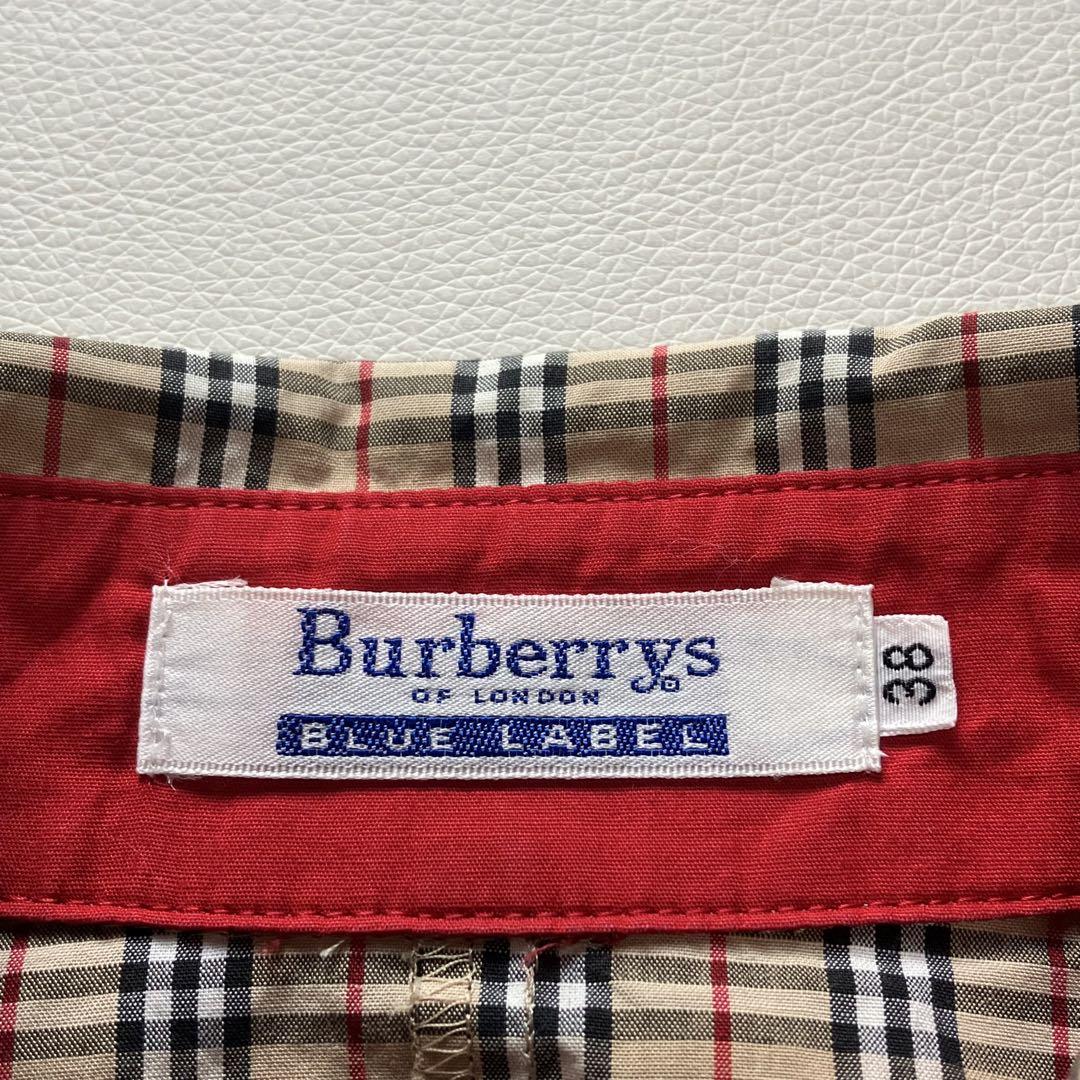 Burberrys
OF LONDON
BLUE LABEL
38